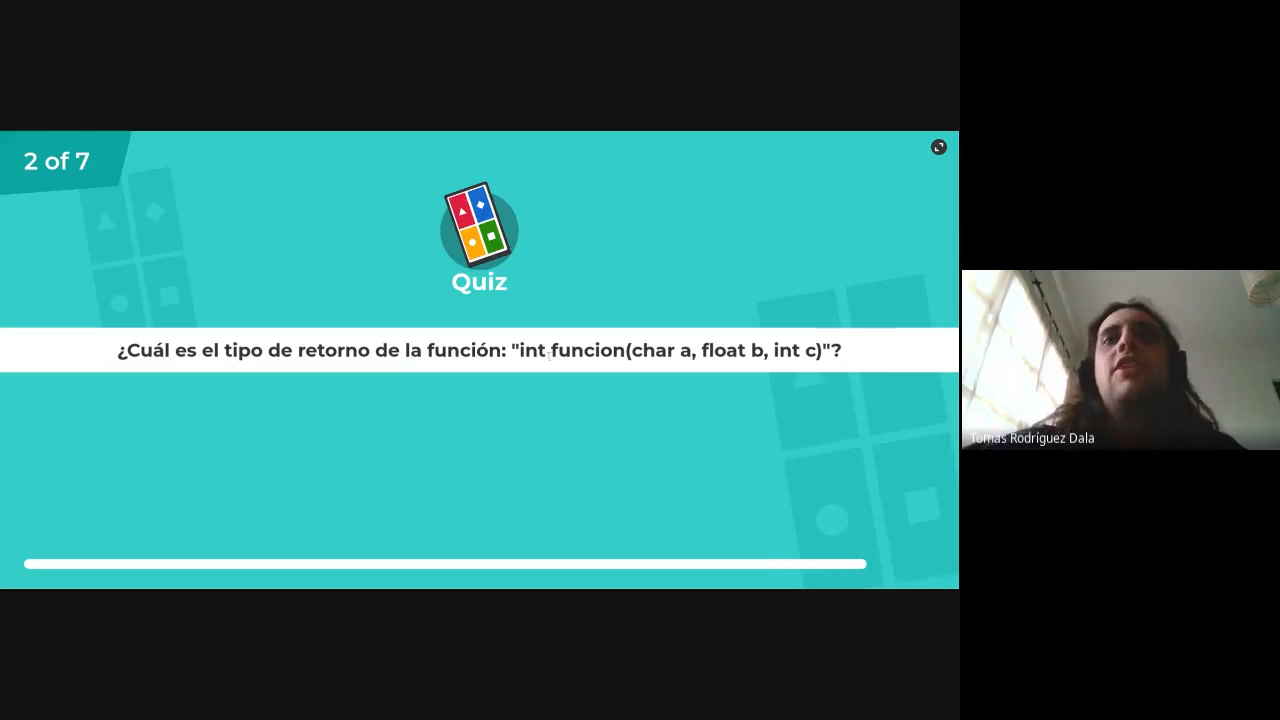 2 of 7
Quiz
¿Cuál es el tipo de retorno de la función: "int funcion(char a, float b, int c)"?
Tomas Rodríguez Dala